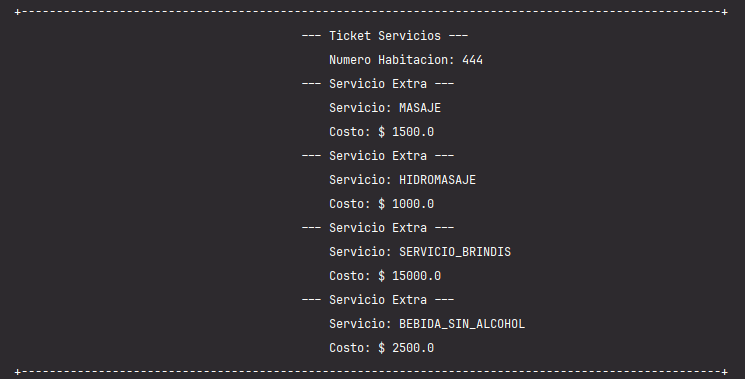 +----------------------------------------------------------------------------------------------------+
--- Ticket Servicios ---
Numero Habitacion: 444
--- Servicio Extra ---
Servicio: MASAJE
Costo: $ 1500.0
--- Servicio Extra ---
Servicio: HIDROMASAJE
Costo: $ 1000.0
--- Servicio Extra ---
Servicio: SERVICIO_BRINDIS
Costo: $ 15000.0
--- Servicio Extra ---
Servicio: BEBIDA_SIN_ALCOHOL
Costo: $ 2500.0
+----------------------------------------------------------------------------------------------------+